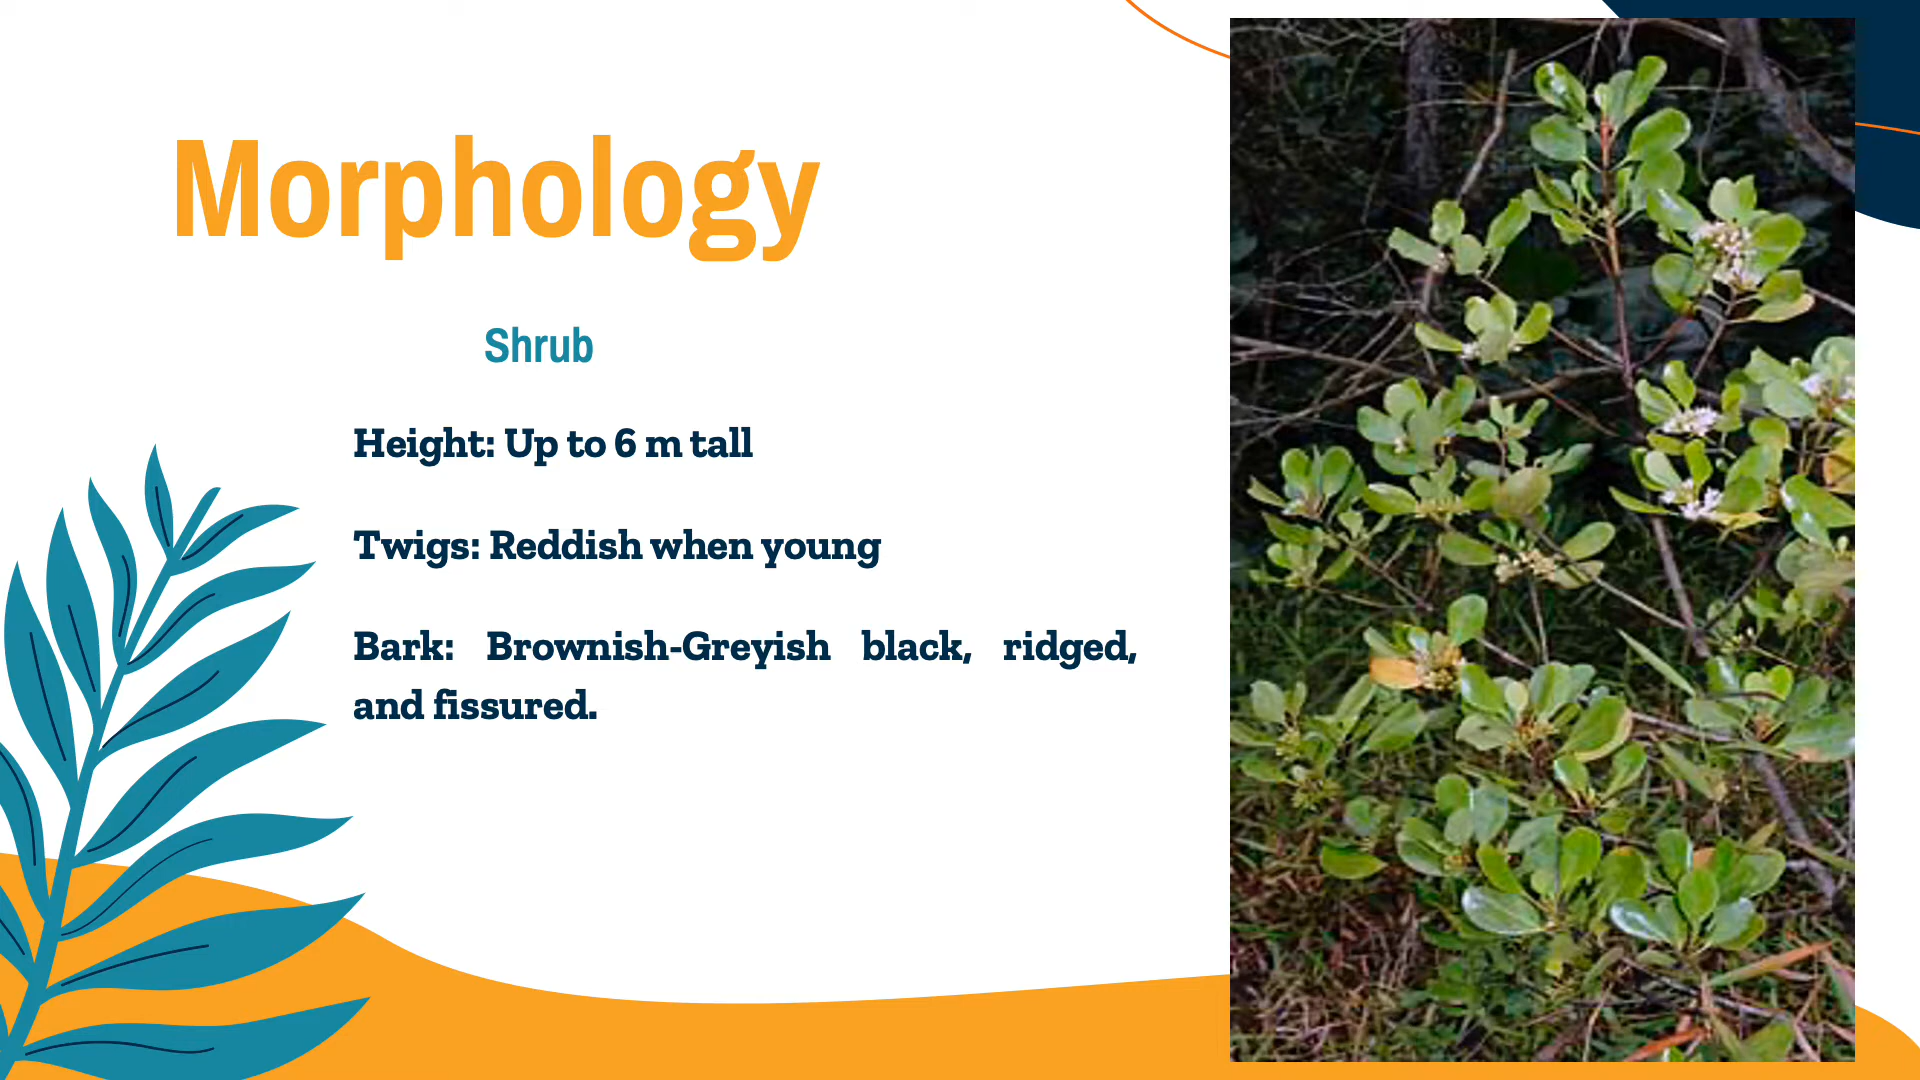 Morphology
Shrub
Height: Up to 6 m tall
Twigs: Reddish when young
Bark: Brownish-Greyish black, ridged,
and fissured.